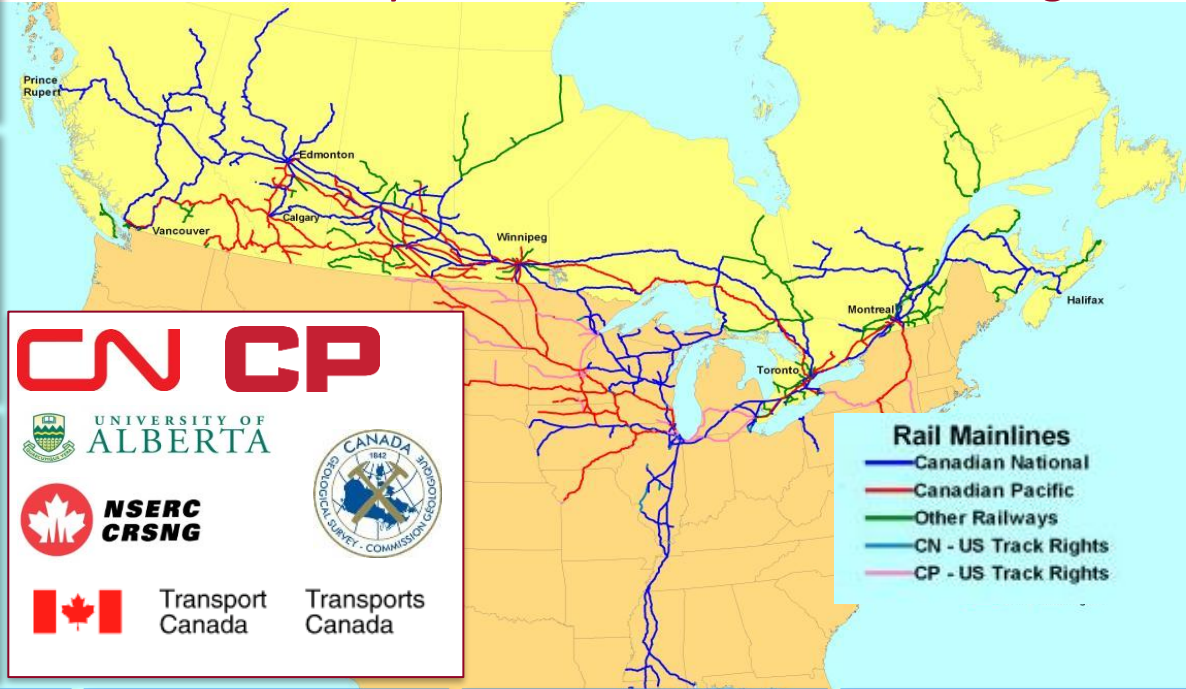 Prince
Rupert
Edmonton
Calgary
Vancouver
Winnipeg
Montreal
Halifax
Toronto
CN CP
UNIVERSITY OF
ALBERTA
CANADA
1842
GEOLOGICAL SURVEY - COMMISSION GÉOLOGIQUE
NSERC
CRSNG
Transport
Canada
Transports
Canada
Rail Mainlines
Canadian National
Canadian Pacific
Other Railways
CN - US Track Rights
CP - US Track Rights